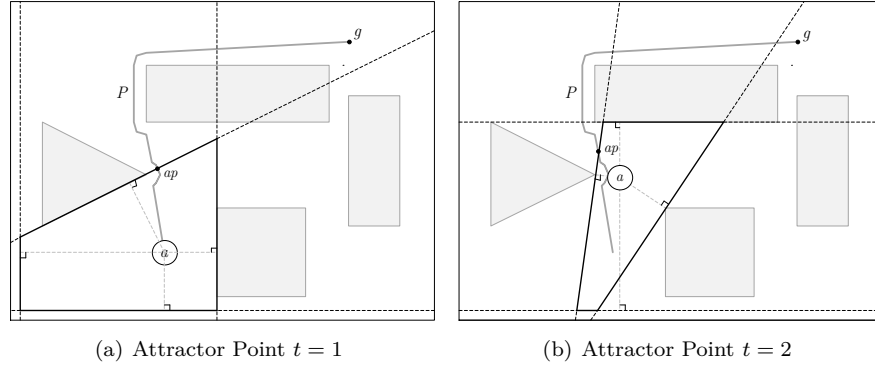 g
P
ap
a
g
P
ap
a
(a) Attractor Point t = 1
(b) Attractor Point t = 2